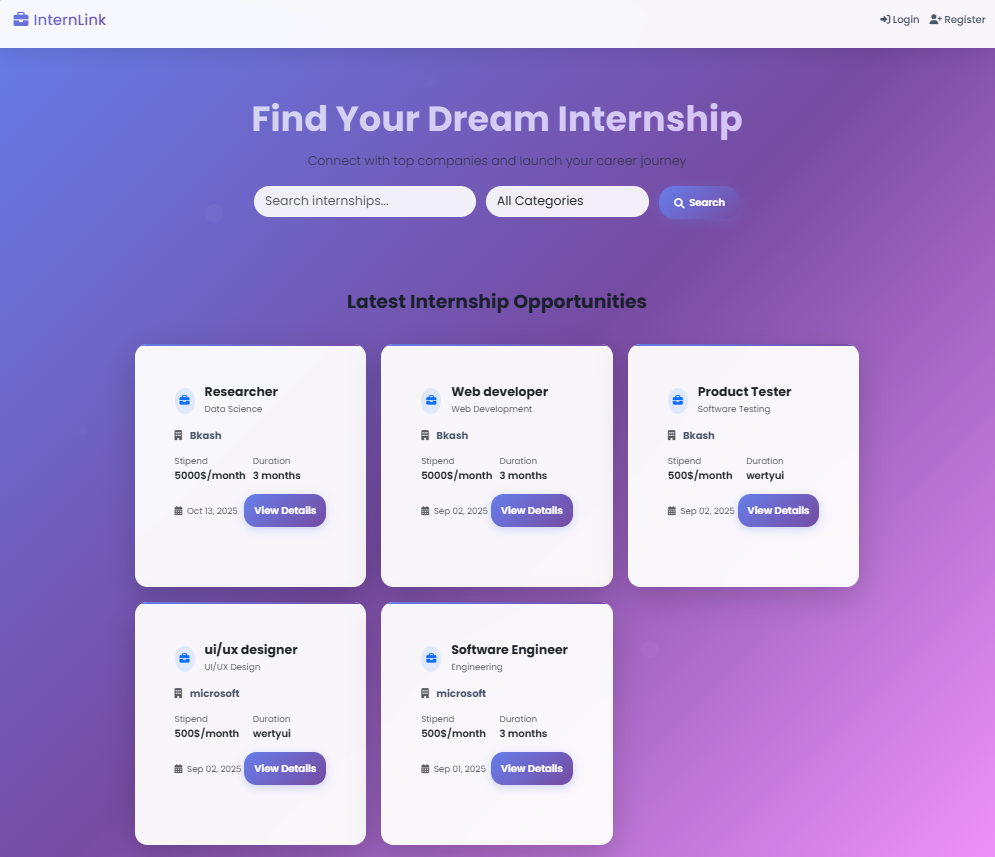 InternLink
Login Register
Find Your Dream Internship
Connect with top companies and launch your career journey
Search internships... All Categories Search
Latest Internship Opportunities
Researcher
Data Science
Bkash
Stipend Duration
5000$/month 3 months
Oct 13, 2025 View Details
Web developer
Web Development
Bkash
Stipend Duration
5000$/month 3 months
Sep 02, 2025 View Details
Product Tester
Software Testing
Bkash
Stipend Duration
500$/month wertyui
Sep 02, 2025 View Details
ui/ux designer
UI/UX Design
microsoft
Stipend Duration
500$/month wertyui
Sep 02, 2025 View Details
Software Engineer
Engineering
microsoft
Stipend Duration
500$/month 3 months
Sep 01, 2025 View Details